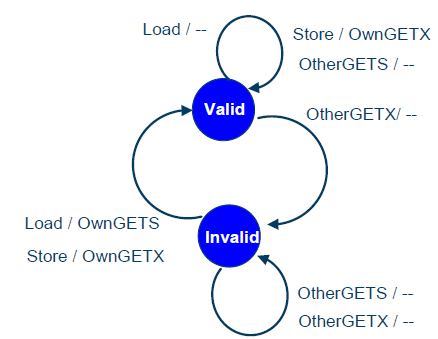 Load / --
Store / OwnGETX
OtherGETS / --
Valid
OtherGETX/ --
Load / OwnGETS
Store / OwnGETX
Invalid
OtherGETS / --
OtherGETX / --